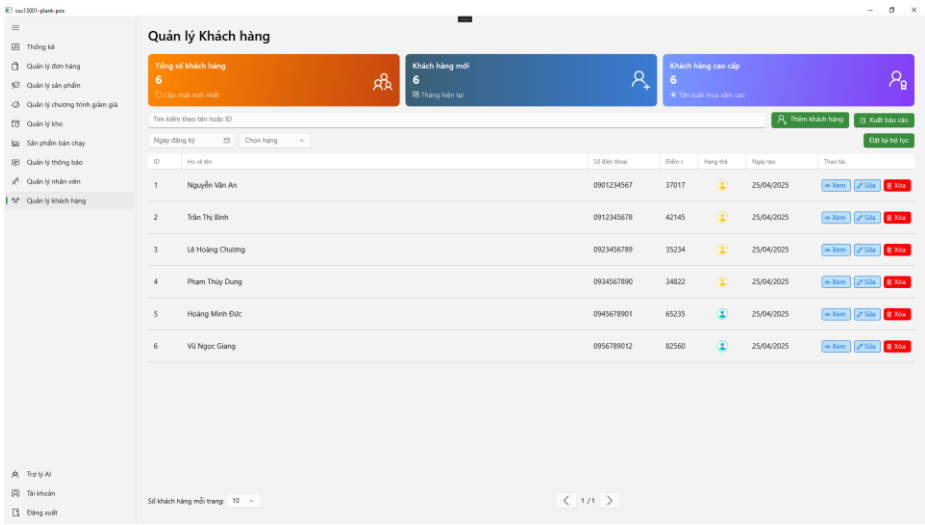 ssc13001-plant-pos
Thống kê
Quản lý đơn hàng
Quản lý sản phẩm
Quản lý chương trình giảm giá
Quản lý kho
Sản phẩm bán chạy
Quản lý thông báo
Quản lý nhân viên
Quản lý khách hàng
Trợ lý AI
Tài khoản
Đăng xuất
Quản lý Khách hàng
Tổng số khách hàng
6
Cập nhật mới nhất
Khách hàng mới
6
Tháng hiện tại
Khách hàng cao cấp
6
Tần suất mua sắm cao
Tìm kiếm theo tên hoặc ID
Thêm khách hàng
Xuất báo cáo
Ngày đăng ký
Chọn hạng
Đặt lại bộ lọc
ID Họ và tên Số điện thoại Điểm Hạng thẻ Ngày tạo Thao tác
1 Nguyễn Văn An 0901234567 37017 25/04/2025 Xem Sửa Xóa
2 Trần Thị Bình 0912345678 42145 25/04/2025 Xem Sửa Xóa
3 Lê Hoàng Chương 0923456789 35234 25/04/2025 Xem Sửa Xóa
4 Phạm Thùy Dung 0934567890 34822 25/04/2025 Xem Sửa Xóa
5 Hoàng Minh Đức 0945678901 65235 25/04/2025 Xem Sửa Xóa
6 Vũ Ngọc Giang 0956789012 82560 25/04/2025 Xem Sửa Xóa
Số khách hàng mỗi trang: 10
1 / 1